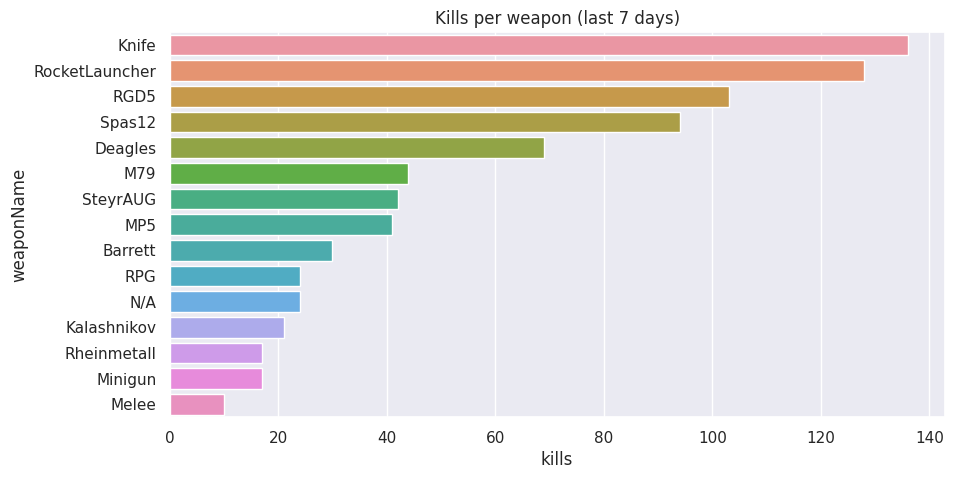 Kills per weapon (last 7 days)
weaponName
Knife
RocketLauncher
RGD5
Spas12
Deagles
M79
SteyrAUG
MP5
Barrett
RPG
N/A
Kalashnikov
Rheinmetall
Minigun
Melee
0 20 40 60 80 100 120 140
kills